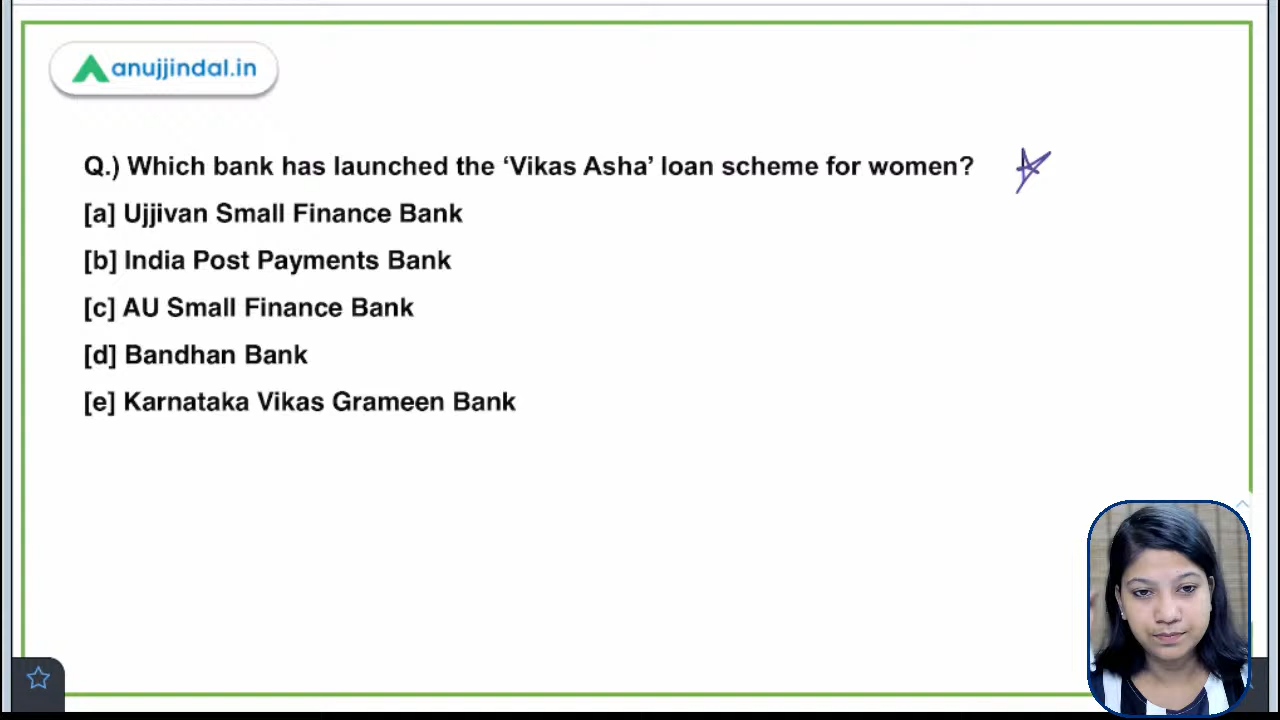 anujjindal.in
Q.) Which bank has launched the ‘Vikas Asha’ loan scheme for women?
[a] Ujjivan Small Finance Bank
[b] India Post Payments Bank
[c] AU Small Finance Bank
[d] Bandhan Bank
[e] Karnataka Vikas Grameen Bank